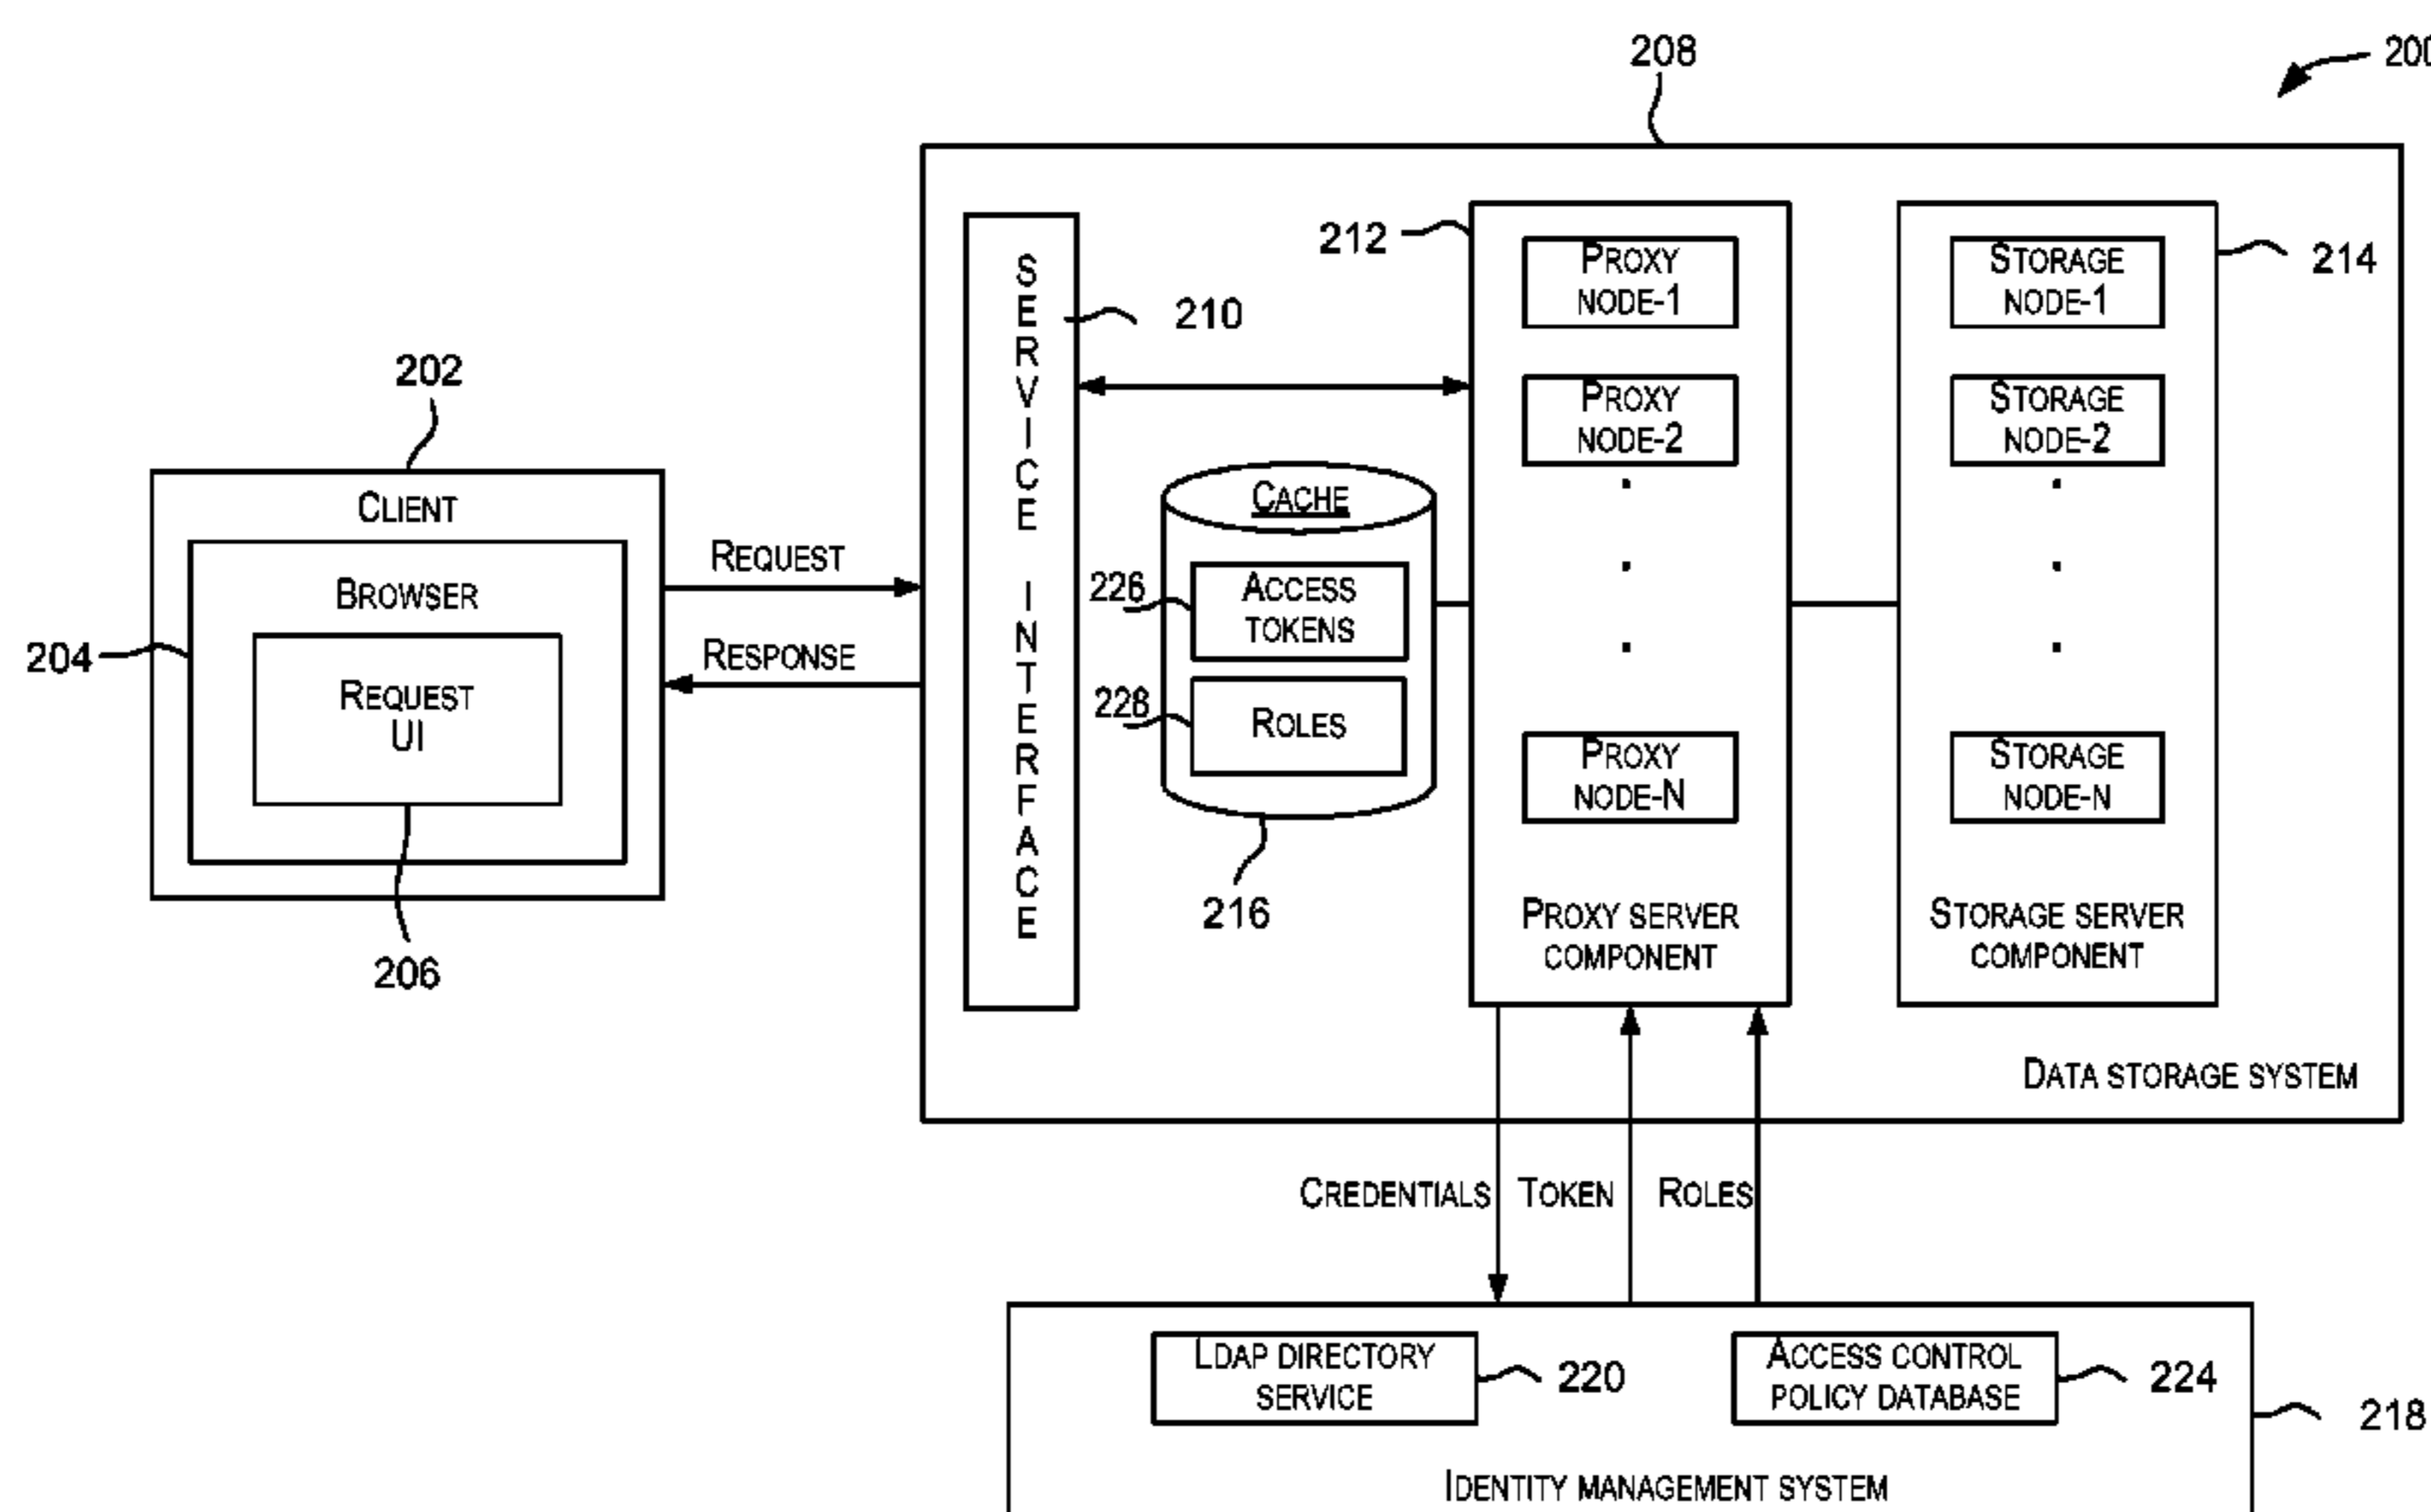 208
200
212
PROXY
NODE-1
STORAGE
NODE-1
214
SERVICE INTERFACE
210
202
PROXY
NODE-2
STORAGE
NODE-2
CLIENT
CACHE
BROWSER
REQUEST
226
ACCESS
TOKENS
204
REQUEST
UI
RESPONSE
228
ROLES
PROXY
NODE-N
STORAGE
NODE-N
206
216
PROXY SERVER
COMPONENT
STORAGE SERVER
COMPONENT
DATA STORAGE SYSTEM
CREDENTIALS
TOKEN
ROLES
LDAP DIRECTORY
SERVICE
220
ACCESS CONTROL
POLICY DATABASE
224
218
IDENTITY MANAGEMENT SYSTEM